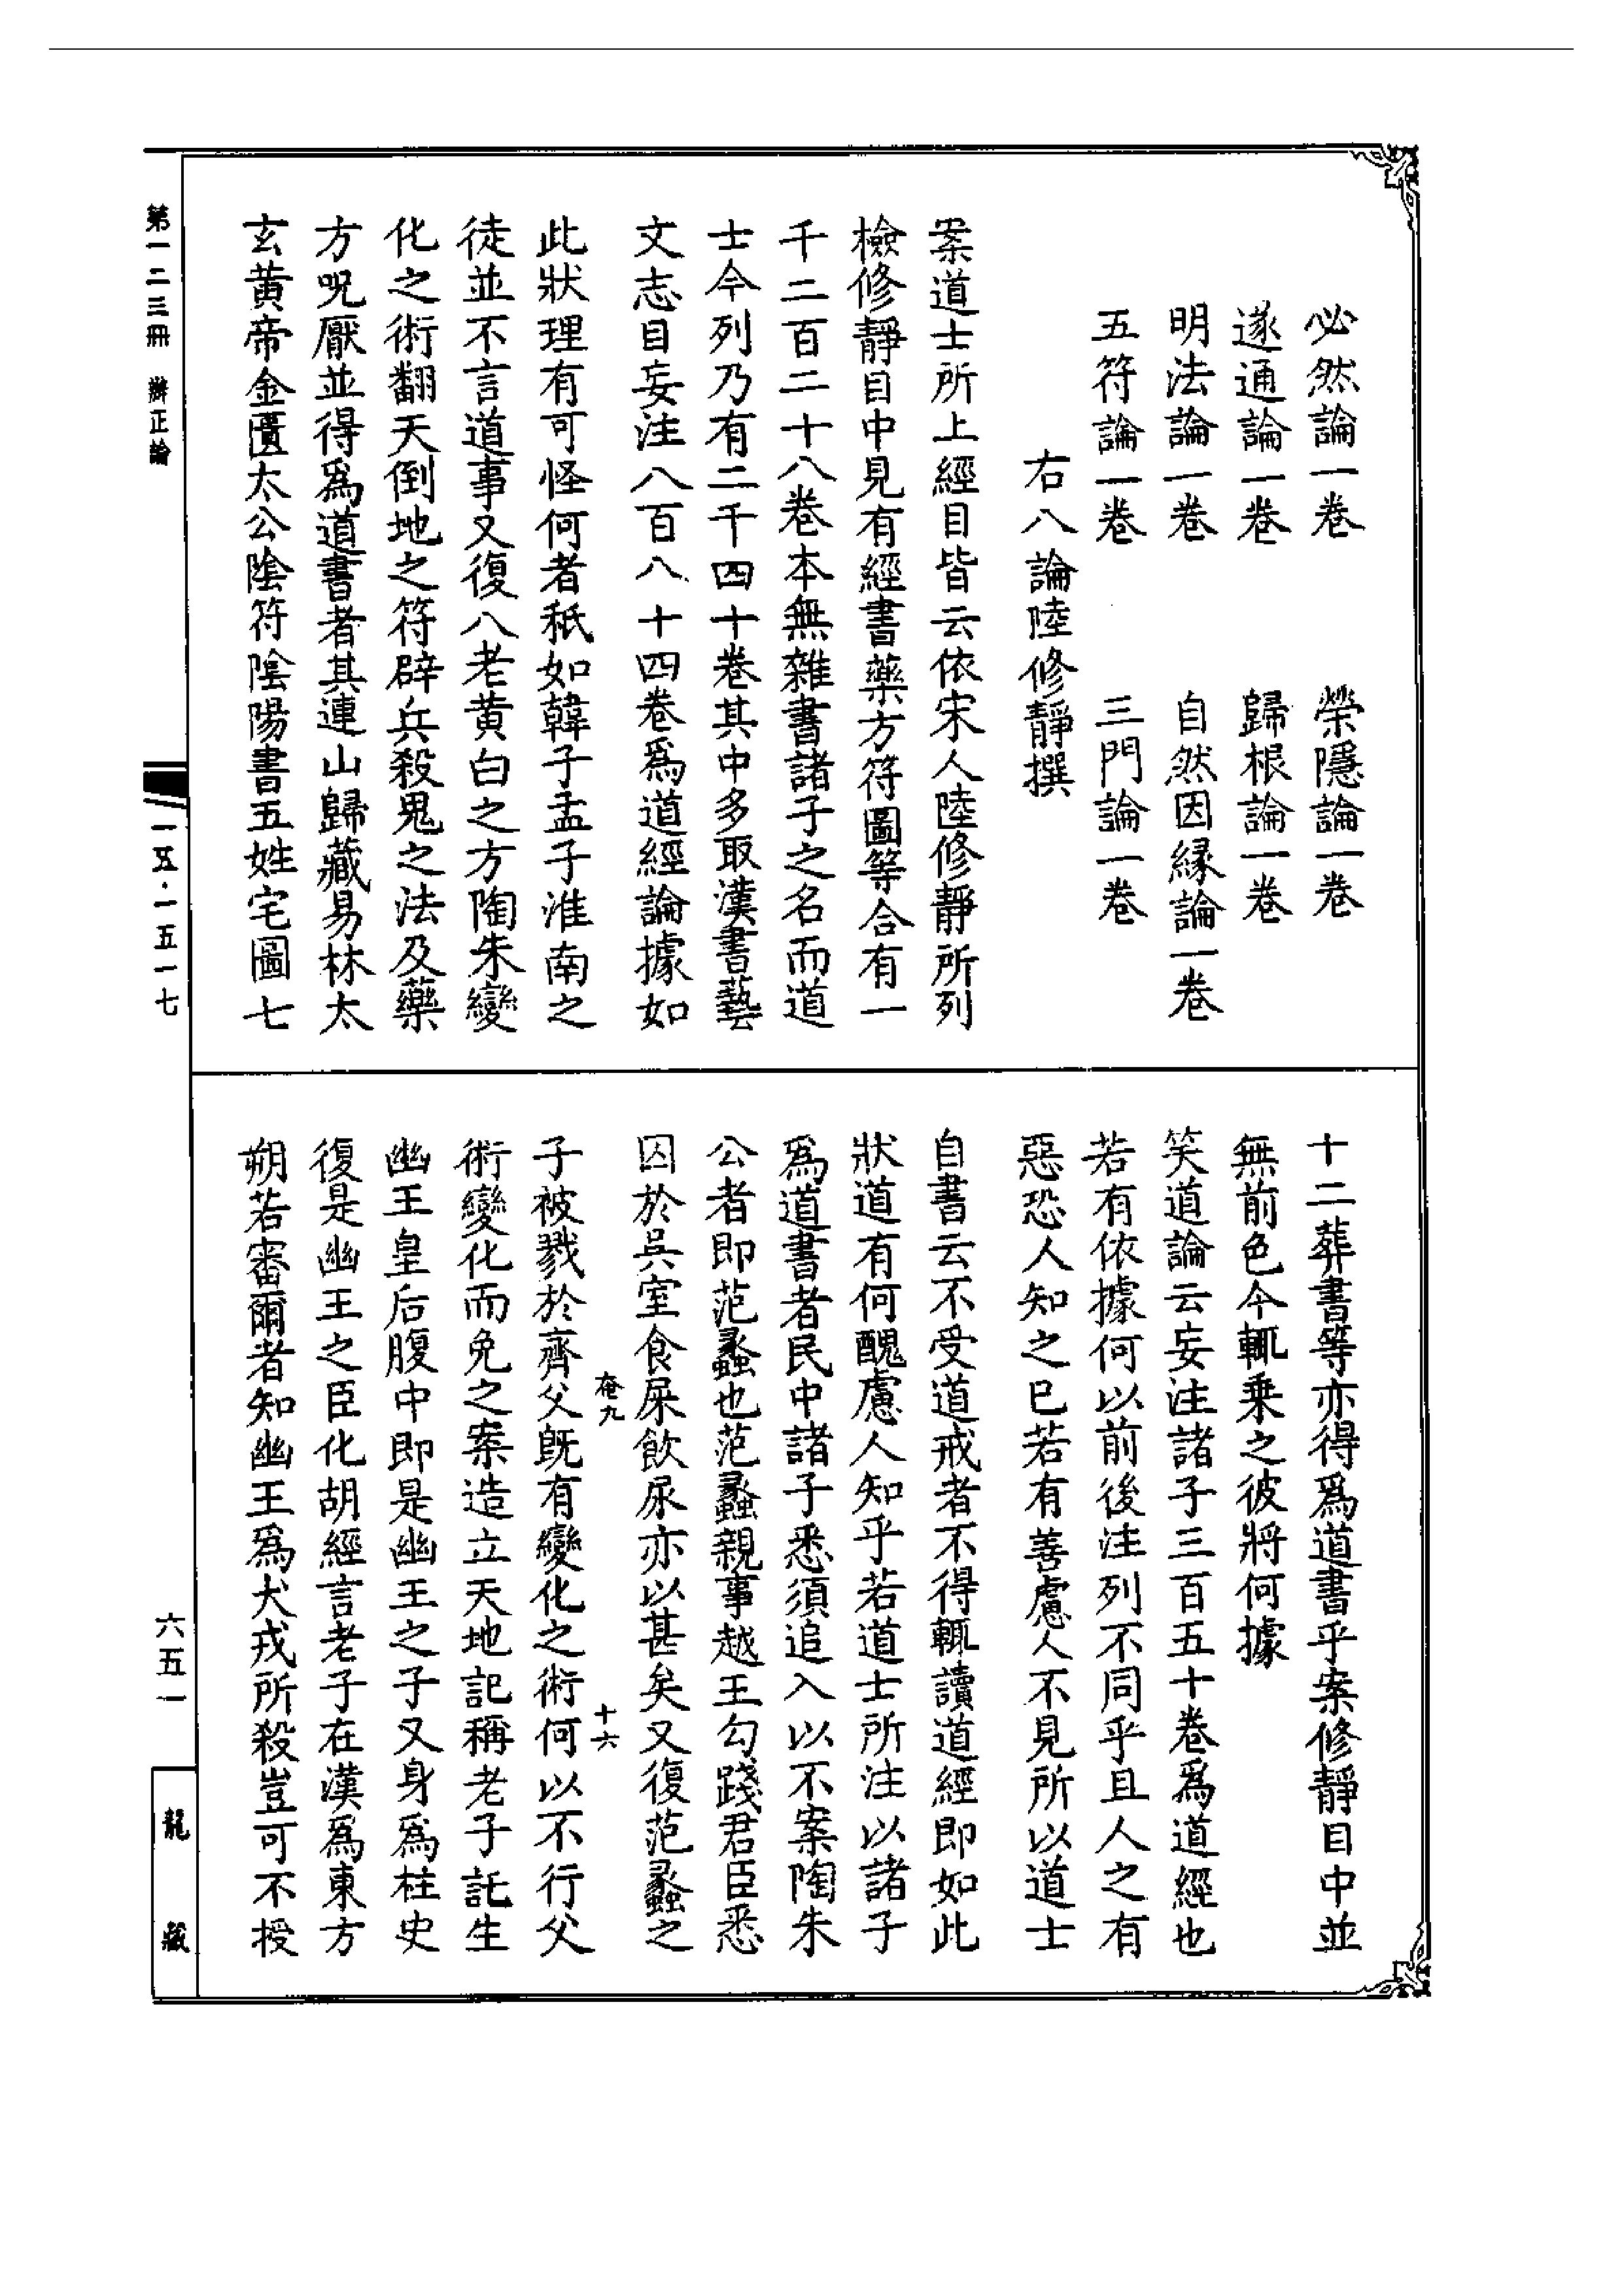 必然論一卷　榮隱論一卷
遂通論一卷　歸根論一卷
明法論一卷　自然因緣論一卷
五符論一卷　三門論一卷
右八論陸修靜撰
案道士所上經目皆云依宋人陸修靜所列
檢修靜目中見有經書藥方符圖等合有一
千二百二十八卷本無雜書諸子之名而道
士今列乃有二千四十卷其中多取漢書藝
文志目妄注八百八十四卷爲道經論據如
此狀理有可怪何者秖如韓子孟子淮南之
徒並不言道事又復八老黄白之方陶朱變
化之術翻天倒地之符辟兵殺鬼之法及藥
方呪厭並得爲道書者其連山歸藏易林太
玄黄帝金匱太公陰符陰陽書五姓宅圖七
十二葬書等亦得爲道書乎案修靜目中並
無前色今輒乗之彼將何據
笑道論云妄注諸子三百五十卷爲道經也
若有依據何以前後注列不同乎且人之有
惡恐人知之已若有善慮人不見所以道士
自書云不受道戒者不得輒讀道經即如此
狀道有何醜慮人知乎若道士所注以諸子
爲道書者民中諸子悉須追入以不案陶朱
公者即范蠡也范蠡親事越王勾踐君臣悉
囚於吳室食屎飲尿亦以甚矣又復范蠡之
子被戮於齊父旣有變化之術何以不行父
術變化而免之案造立天地記稱老子託生
幽王皇后腹中即是幽王之子又身爲柱史
復是幽王之臣化胡經言老子在漢爲東方
朔若審爾者知幽王爲犬戎所殺豈可不授
奄九
十六
第一二三冊　辨正論
一五·一五一七
六五一
龍藏